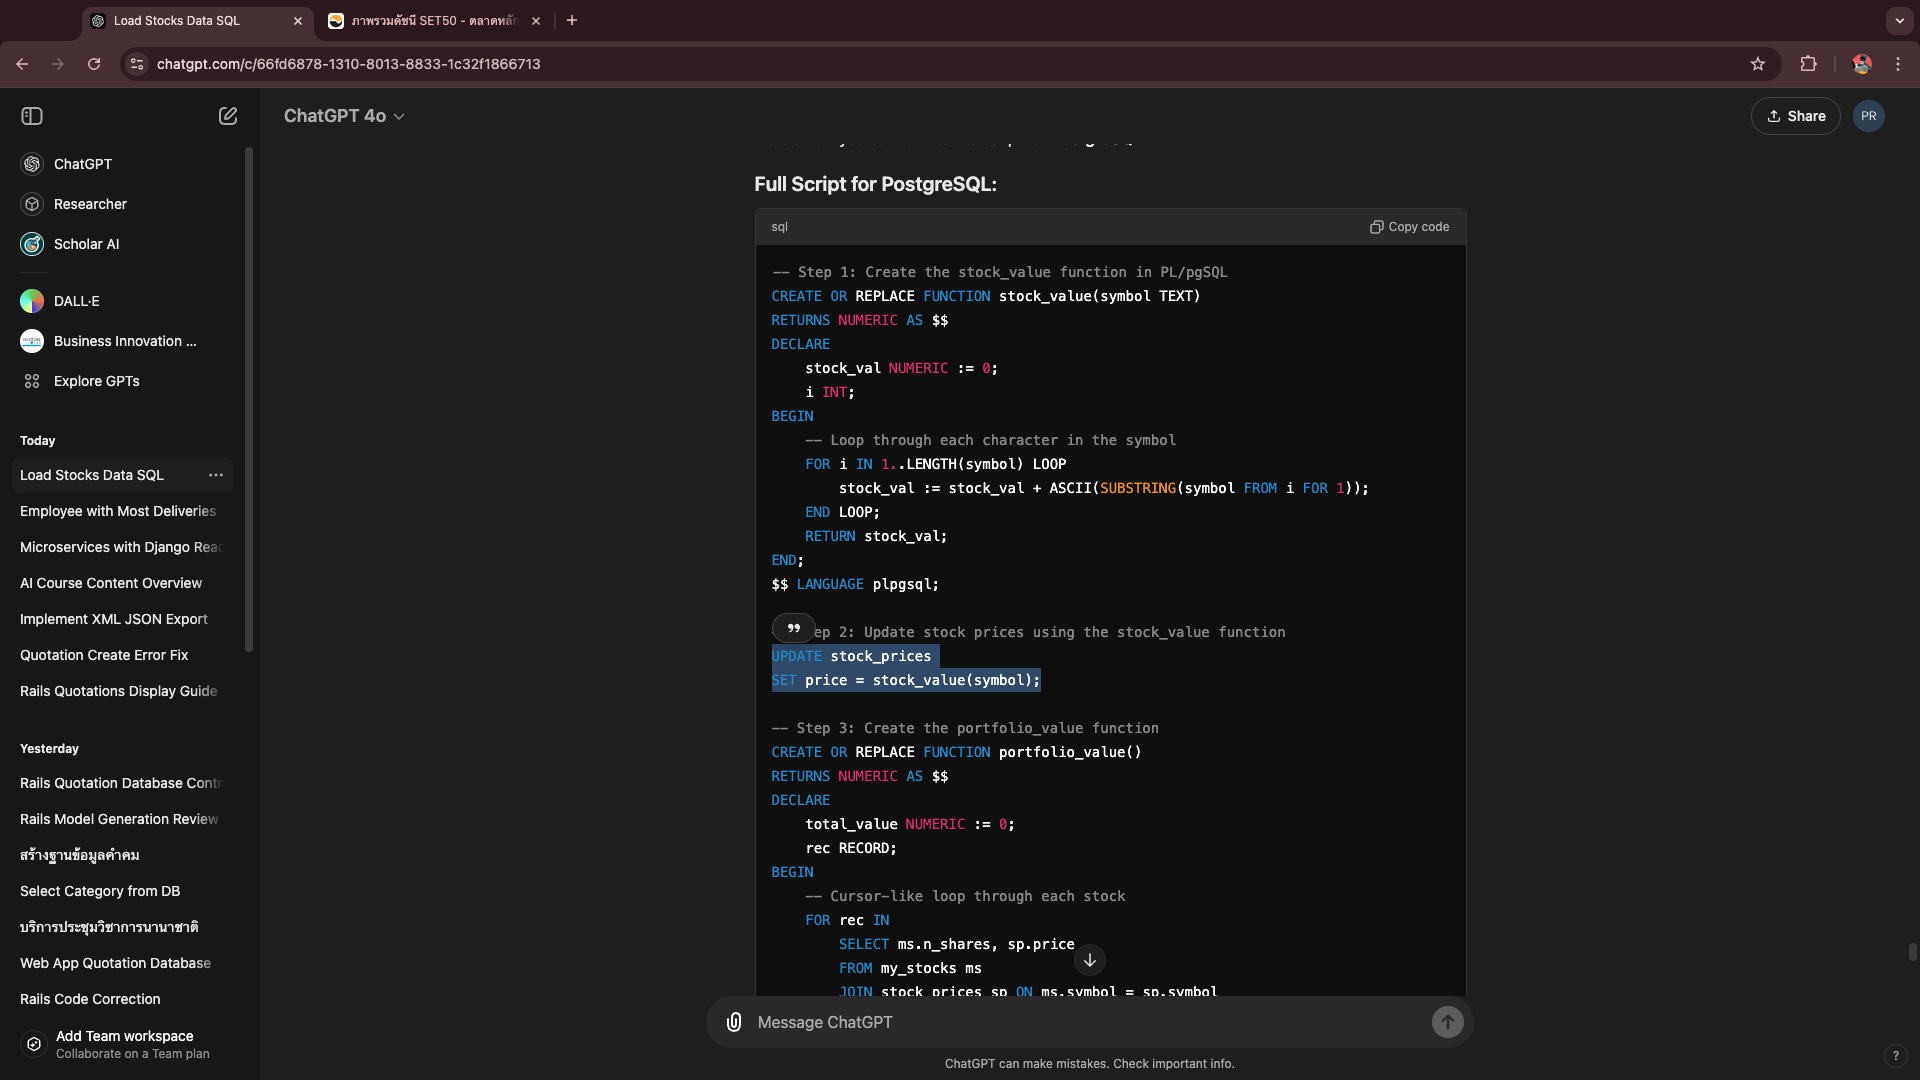 Load Stocks Data SQL
ภาพรวมดัชนี SET50 - ตลาดหลัก
chatgpt.com/c/66fd6878-1310-8013-8833-1c32f1866713
ChatGPT 4o
Share
PR
ChatGPT
Researcher
Scholar AI
DALL·E
Business Innovation ...
Explore GPTs
Today
Load Stocks Data SQL
Employee with Most Deliveries
Microservices with Django Reac
AI Course Content Overview
Implement XML JSON Export
Quotation Create Error Fix
Rails Quotations Display Guide
Yesterday
Rails Quotation Database Contr
Rails Model Generation Review
สร้างฐานข้อมูลคำคม
Select Category from DB
บริการประชุมวิชาการนานาชาติ
Web App Quotation Database
Rails Code Correction
Add Team workspace
Collaborate on a Team plan
Full Script for PostgreSQL:
sql
Copy code
-- Step 1: Create the stock_value function in PL/pgSQL
CREATE OR REPLACE FUNCTION stock_value(symbol TEXT)
RETURNS NUMERIC AS $$
DECLARE
stock_val NUMERIC := 0;
i INT;
BEGIN
-- Loop through each character in the symbol
FOR i IN 1..LENGTH(symbol) LOOP
stock_val := stock_val + ASCII(SUBSTRING(symbol FROM i FOR 1));
END LOOP;
RETURN stock_val;
END;
$$ LANGUAGE plpgsql;
ep 2: Update stock prices using the stock_value function
UPDATE stock_prices
SET price = stock_value(symbol);
-- Step 3: Create the portfolio_value function
CREATE OR REPLACE FUNCTION portfolio_value()
RETURNS NUMERIC AS $$
DECLARE
total_value NUMERIC := 0;
rec RECORD;
BEGIN
-- Cursor-like loop through each stock
FOR rec IN
SELECT ms.n_shares, sp.price
FROM my_stocks ms
JOIN stock_prices sp ON ms.symbol = sp.symbol
Message ChatGPT
ChatGPT can make mistakes. Check important info.
?